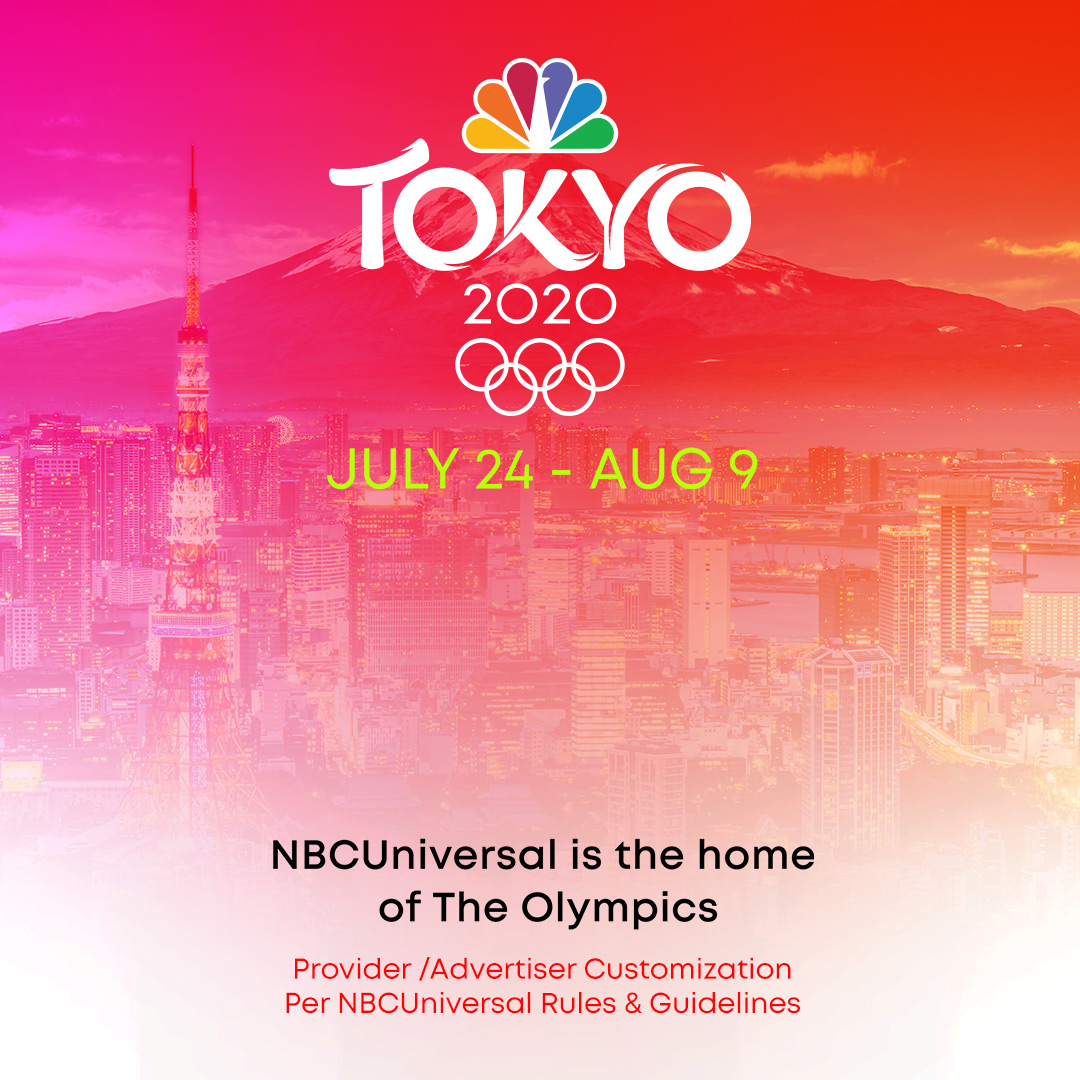 TOKYO
2020
JULY 24 - AUG 9
NBCUniversal is the home
of The Olympics
Provider /Advertiser Customization
Per NBCUniversal Rules & Guidelines